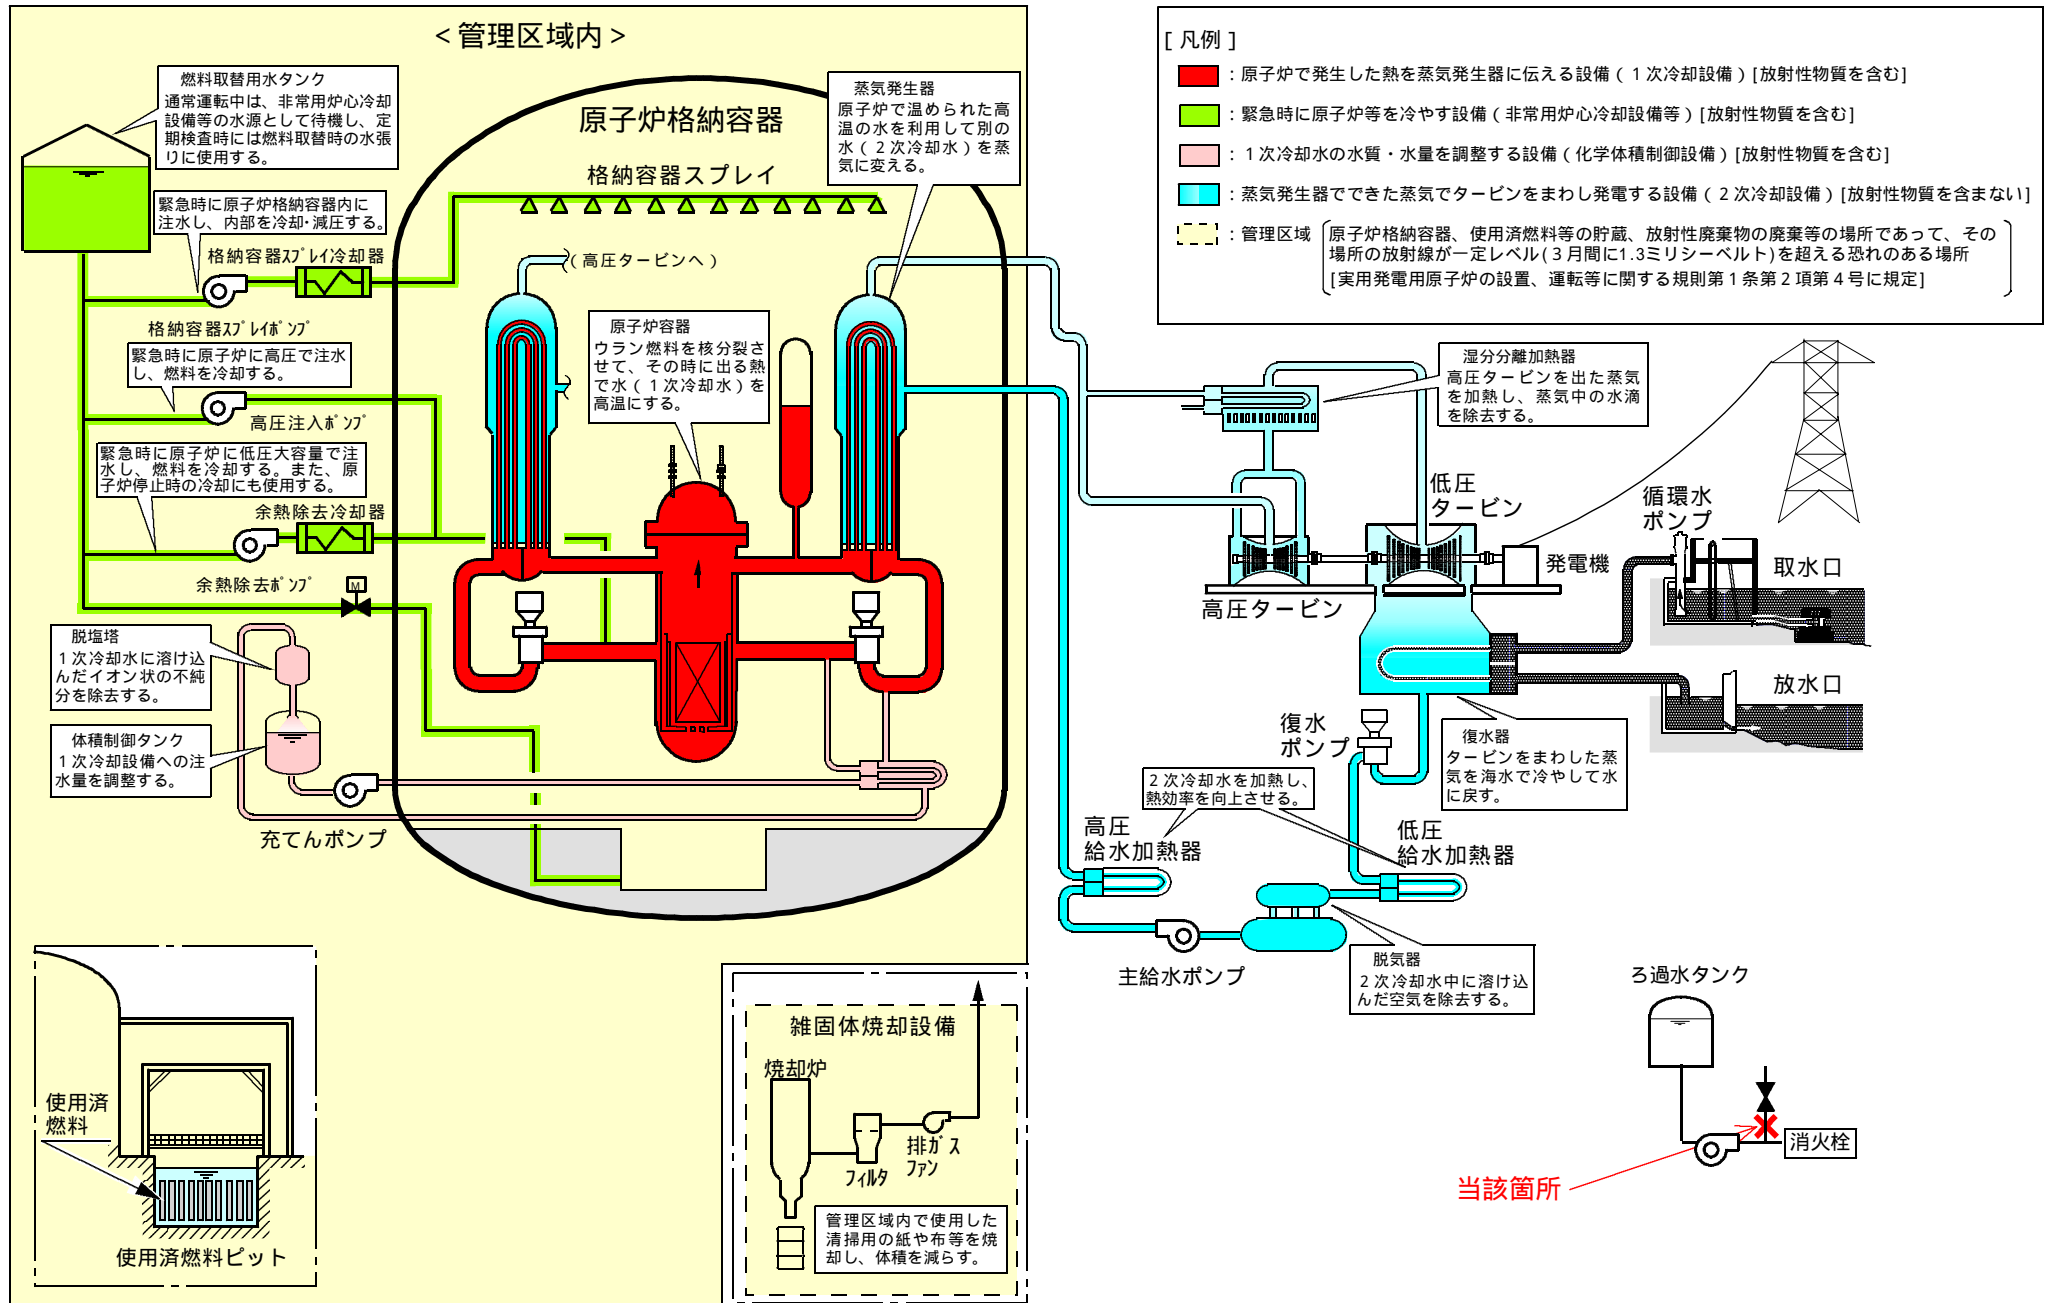 ＜管理区域内＞
燃料取替用水タンク
通常運転中は、非常用炉心冷却
設備等の水源として待機し、定
期検査時には燃料取替時の水張
りに使用する。
緊急時に原子炉格納容器内に
注水し、内部を冷却･減圧する。
格納容器ｽﾌﾟﾚｲ冷却器
格納容器ｽﾌﾟﾚｲﾎﾟﾝﾌﾟ
緊急時に原子炉に高圧で注水
し、燃料を冷却する。
高圧注入ﾎﾟﾝﾌﾟ
緊急時に原子炉に低圧大容量で注
水し、燃料を冷却する。また、原
子炉停止時の冷却にも使用する。
余熱除去冷却器
余熱除去ﾎﾟﾝﾌﾟ
M
脱塩塔
１次冷却水に溶け込
んだイオン状の不純
分を除去する。
体積制御タンク
１次冷却設備への注
水量を調整する。
充てんポンプ
原子炉格納容器
格納容器スプレイ
蒸気発生器
原子炉で温められた高
温の水を利用して別の
水（２次冷却水）を蒸
気に変える。
（高圧タービンへ）
原子炉容器
ウラン燃料を核分裂さ
せて、その時に出る熱
で水（１次冷却水）を
高温にする。
[ 凡例 ]
：原子炉で発生した熱を蒸気発生器に伝える設備（１次冷却設備）[放射性物質を含む]
：緊急時に原子炉等を冷やす設備（非常用炉心冷却設備等）[放射性物質を含む]
：１次冷却水の水質・水量を調整する設備（化学体積制御設備）[放射性物質を含む]
：蒸気発生器でできた蒸気でタービンをまわし発電する設備（２次冷却設備）[放射性物質を含まない]
：管理区域
原子炉格納容器、使用済燃料等の貯蔵、放射性廃棄物の廃棄等の場所であって、その
場所の放射線が一定レベル(３月間に1.3ミリシーベルト)を超える恐れのある場所
[実用発電用原子炉の設置、運転等に関する規則第１条第２項第４号に規定]
湿分分離加熱器
高圧タービンを出た蒸気
を加熱し、蒸気中の水滴
を除去する。
低圧
タービン
高圧タービン
発電機
循環水
ポンプ
取水口
放水口
復水
ポンプ
復水器
タービンをまわした蒸
気を海水で冷やして水
に戻す。
２次冷却水を加熱し、
熱効率を向上させる。
高圧
給水加熱器
低圧
給水加熱器
主給水ポンプ
脱気器
２次冷却水中に溶け込
んだ空気を除去する。
ろ過水タンク
消火栓
当該箇所
使用済
燃料
使用済燃料ピット
雑固体焼却設備
焼却炉
ﾌｨﾙﾀ
排ｶﾞｽ
ﾌｧﾝ
管理区域内で使用した
清掃用の紙や布等を焼
却し、体積を減らす。